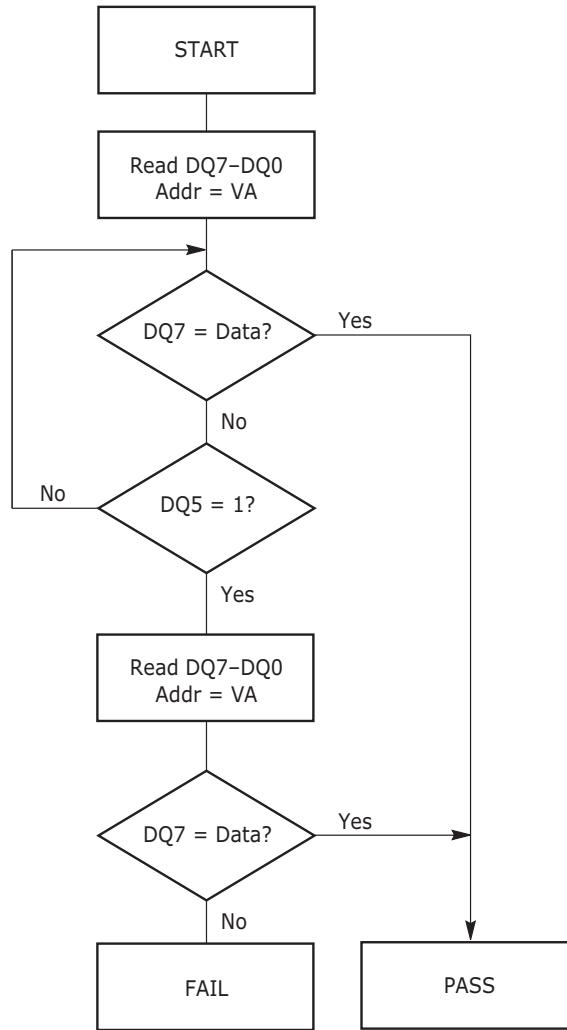 START
Read DQ7–DQ0
Addr = VA
DQ7 = Data?
Yes
No
No
DQ5 = 1?
Yes
Read DQ7–DQ0
Addr = VA
DQ7 = Data?
Yes
No
FAIL
PASS